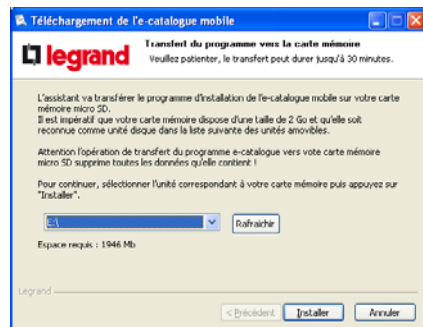 Téléchargement de l'e-catalogue mobile
legrand
Transfert du programme vers la carte mémoire
Veuillez patienter, le transfert peut durer jusqu'à 30 minutes.
L'assistant va transférer le programme d'installation de l'e-catalogue mobile sur votre carte
mémoire micro SD.
Il est impératif que votre carte mémoire dispose d'une taille de 2 Go et qu'elle soit
reconnue comme unité disque dans la liste suivante des unités amovibles.
Attention l'opération de transfert du programme e-catalogue vers vote carte mémoire
micro SD supprime toutes les données qu'elle contient !
Pour continuer, sélectionner l'unité correspondant à votre carte mémoire puis appuyez sur
"Installer".
E:\
Rafraichir
Espace requis : 1946 Mb
Legrand
< Précédent
Installer
Annuler